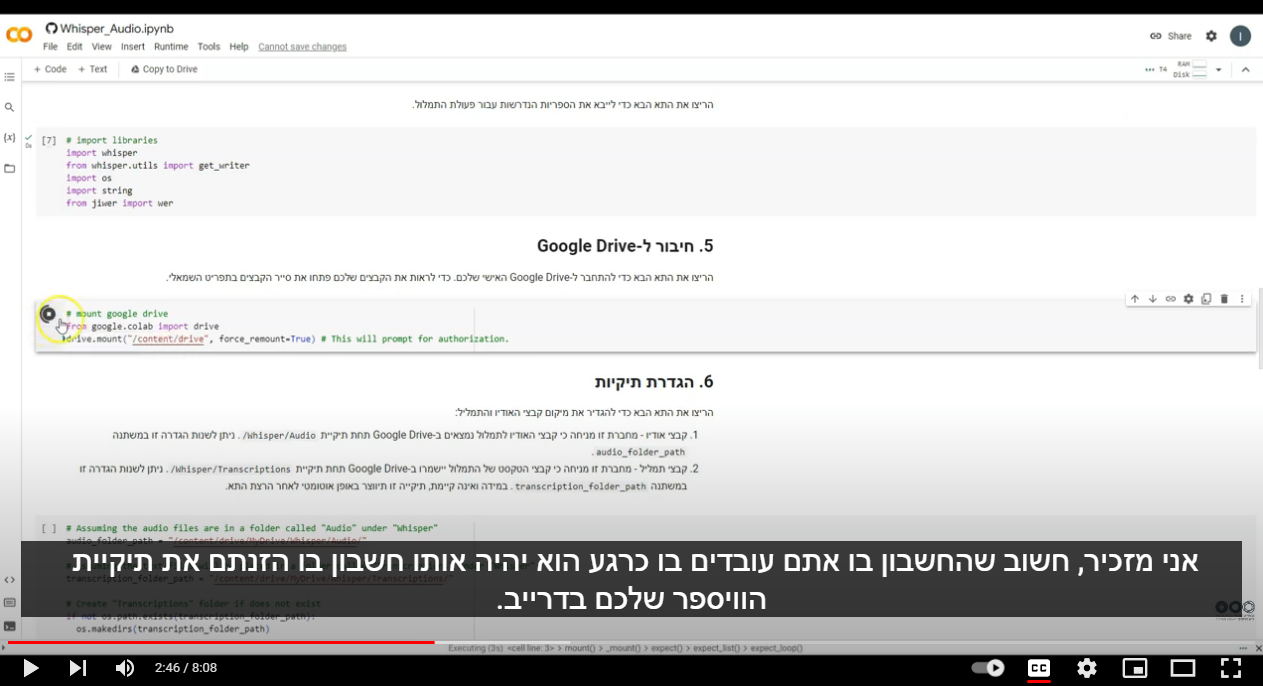 Whisper_Audio.ipynb
File Edit View Insert Runtime Tools Help Cannot save changes
Share
I
+ Code + Text Copy to Drive
T4 RAM Disk
הריצו את התא הבא כדי לייבא את הספריות הנדרשות עבור פעולת התמלול.
[7] # import libraries
0s
import whisper
from whisper.utils import get_writer
import os
import string
from jiwer import wer
5. חיבור ל-Google Drive
הריצו את התא הבא כדי להתחבר ל-Google Drive האישי שלכם. כדי לראות את הקבצים שלכם פתחו את סייר הקבצים בתפריט השמאלי.
# mount google drive
from google.colab import drive
drive.mount("/content/drive", force_remount=True) # This will prompt for authorization.
6. הגדרת תיקיות
הריצו את התא הבא כדי להגדיר את מיקום קבצי האודיו והתמליל:
1. קבצי אודיו - מחברת זו מניחה כי קבצי האודיו לתמלול נמצאים ב-Google Drive תחת תיקיית /Whisper/Audio. ניתן לשנות הגדרה זו במשתנה
audio_folder_path.
2. קבצי תמליל - מחברת זו מניחה כי קבצי הטקסט של התמלול יישמרו ב-Google Drive תחת תיקיית /Whisper/Transcriptions. ניתן לשנות הגדרה זו
במשתנה transcription_folder_path. במידה ואינה קיימת, תיקייה זו תיווצר באופן אוטומטי לאחר הרצת התא.
[ ] # Assuming the audio files are in a folder called "Audio" under "Whisper"
audio_folder_path = "/content/drive/MyDrive/Whisper/Audio/"
אני מזכיר, חשוב שהחשבון בו אתם עובדים בו כרגע הוא יהיה אותו חשבון בו הזנתם את תיקיית
transcription_folder_path = "/content/drive/MyDrive/Whisper/Transcriptions/"
הוויספר שלכם בדרייב.
# Create "Transcriptions" folder if does not exist
if not os.path.exists(transcription_folder_path):
os.makedirs(transcription_folder_path)
Executing (3s) <cell line: 3> > mount() > _mount() > expect() > expect_list() > expect_loop()
2:46 / 8:08
CC